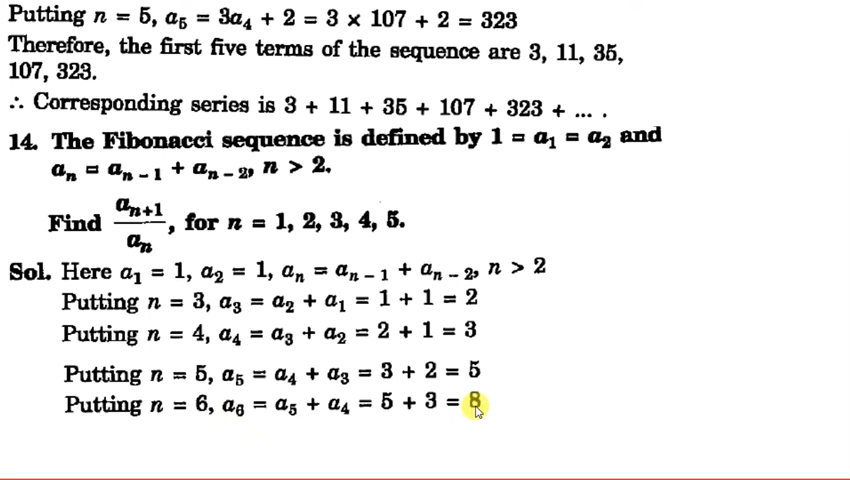 Putting n = 5, a₅ = 3a₄ + 2 = 3 × 107 + 2 = 323
Therefore, the first five terms of the sequence are 3, 11, 35,
107, 323.
∴ Corresponding series is 3 + 11 + 35 + 107 + 323 + ... .
14. The Fibonacci sequence is defined by 1 = a₁ = a₂ and
aₙ = aₙ₋₁ + aₙ₋₂, n > 2.
Find aₙ₊₁/aₙ, for n = 1, 2, 3, 4, 5.
Sol. Here a₁ = 1, a₂ = 1, aₙ = aₙ₋₁ + aₙ₋₂, n > 2
Putting n = 3, a₃ = a₂ + a₁ = 1 + 1 = 2
Putting n = 4, a₄ = a₃ + a₂ = 2 + 1 = 3
Putting n = 5, a₅ = a₄ + a₃ = 3 + 2 = 5
Putting n = 6, a₆ = a₅ + a₄ = 5 + 3 = 8